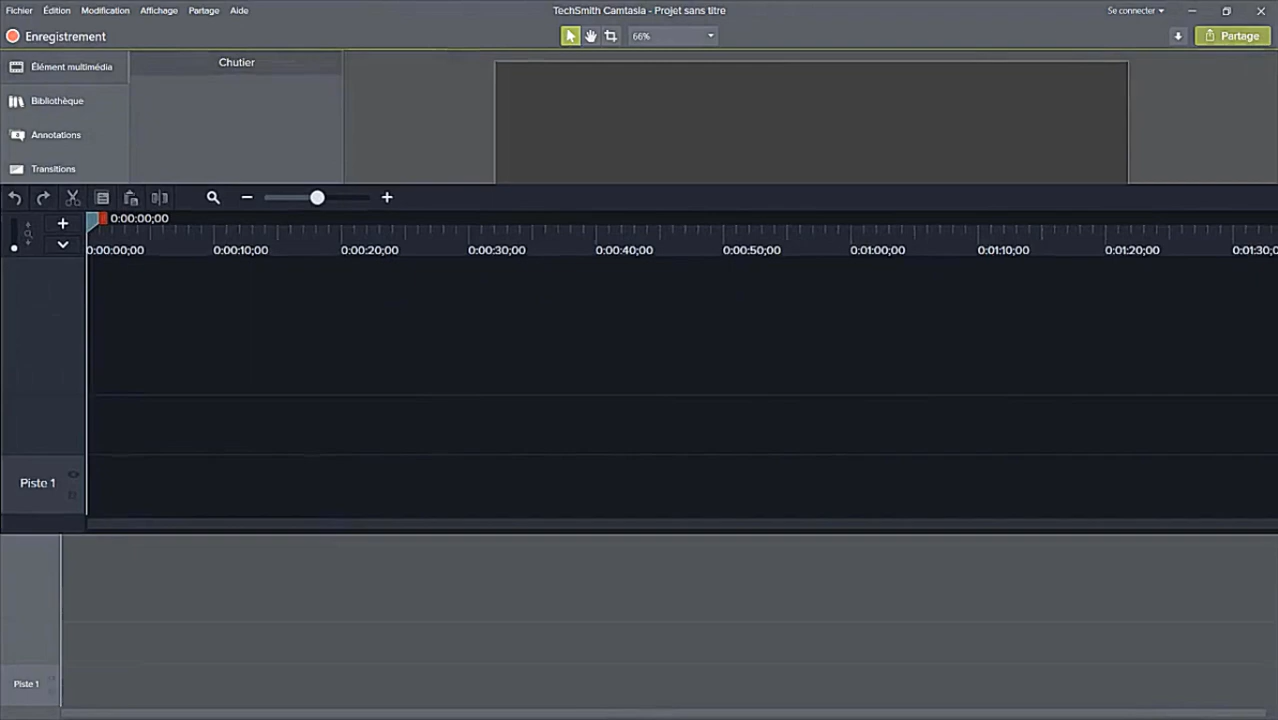 Fichier Édition Modification Affichage Partage Aide TechSmith Camtasia - Projet sans titre Se connecter
Enregistrement 66% Partage
Élément multimédia Chutier
Bibliothèque
Annotations
Transitions
0:00:00;00
0:00:00;00 0:00:10;00 0:00:20;00 0:00:30;00 0:00:40;00 0:00:50;00 0:01:00;00 0:01:10;00 0:01:20;00 0:01:30;0
Piste 1
Piste 1